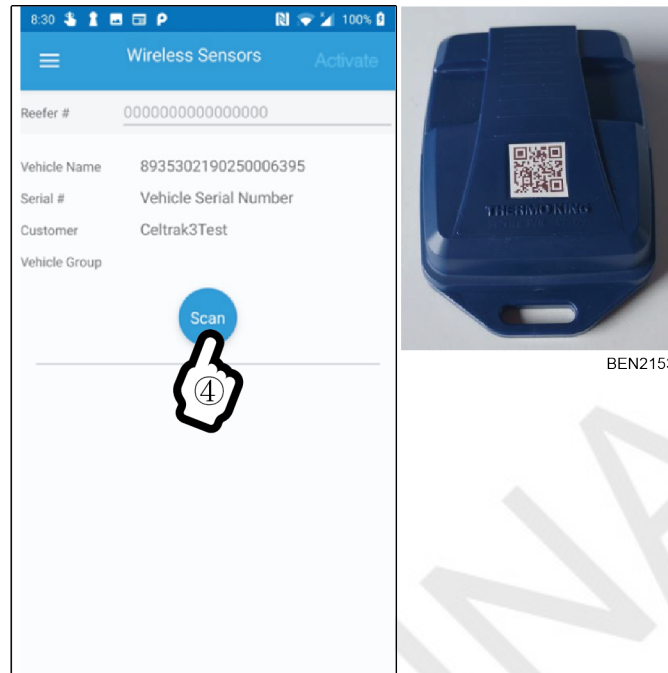 8:30
100%
Wireless Sensors
Activate
Reefer #
0000000000000000
Vehicle Name
8935302190250006395
Serial #
Vehicle Serial Number
Customer
Celtrak3Test
Vehicle Group
Scan
④
THERMO KING
BEN215